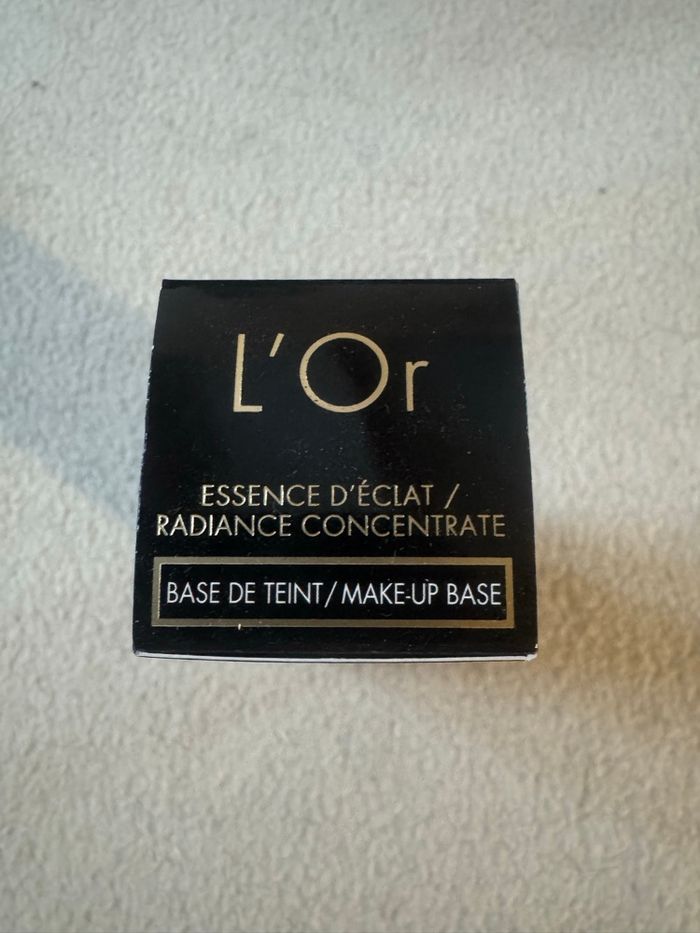 L'Or
ESSENCE D'ÉCLAT /
RADIANCE CONCENTRATE
BASE DE TEINT/ MAKE-UP BASE